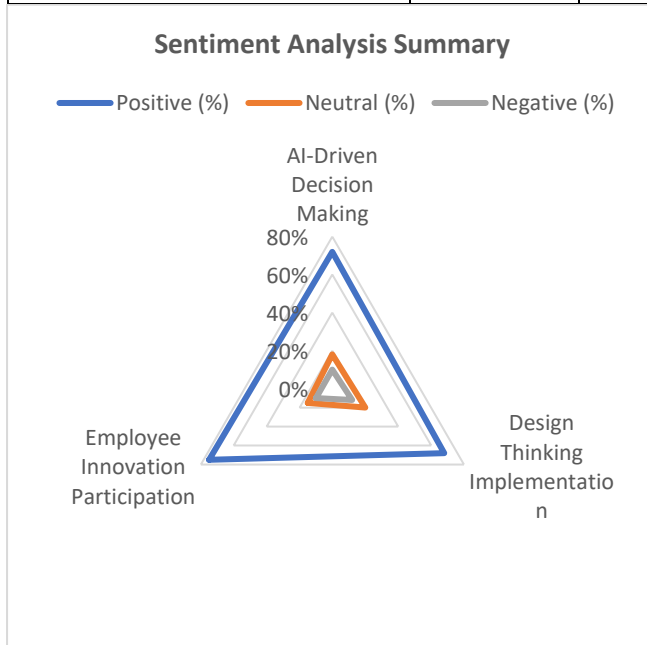 Sentiment Analysis Summary
Positive (%) Neutral (%) Negative (%)
AI-Driven
Decision
Making
80%
60%
40%
20%
0%
Design
Thinking
Implementatio
n
Employee
Innovation
Participation